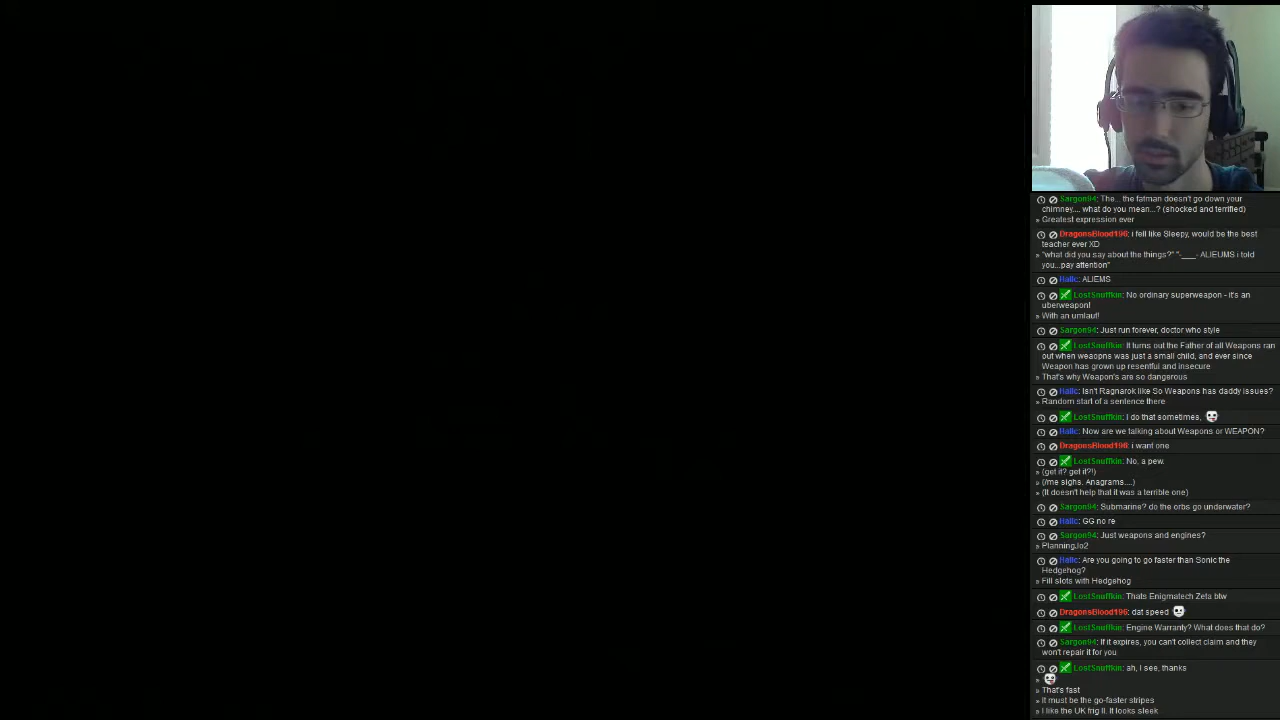 Sargon94: The... the fatman doesn't go down your
chimney.... what do you mean...? (shocked and terrified)
» Greatest expression ever
DragonsBlood196: i fell like Sleepy, would be the best
teacher ever XD
» "what did you say about the things?" "-___- ALIEUMS i told
you...pay attention"
Halic: ALIEMS
LostSnuffkin: No ordinary superweapon - it's an
uberweapon!
» With an umlaut!
Sargon94: Just run forever, doctor who style
LostSnuffkin: It turns out the Father of all Weapons ran
out when weaopns was just a small child, and ever since
Weapon has grown up resentful and insecure
» That's why Weapon's are so dangerous
Halic: Isn't Ragnarok like So Weapons has daddy issues?
» Random start of a sentence there
LostSnuffkin: I do that sometimes,
Halic: Now are we talking about Weapons or WEAPON?
DragonsBlood196: i want one
LostSnuffkin: No, a pew.
» (get it? get it?!)
» (/me sighs. Anagrams....)
» (It doesn't help that it was a terrible one)
Sargon94: Submarine? do the orbs go underwater?
Halic: GG no re
Sargon94: Just weapons and engines?
» Planning.lo2
Halic: Are you going to go faster than Sonic the
Hedgehog?
» Fill slots with Hedgehog
LostSnuffkin: Thats Enigmatech Zeta btw
DragonsBlood196: dat speed
LostSnuffkin: Engine Warranty? What does that do?
Sargon94: If it expires, you can't collect claim and they
won't repair it for you
LostSnuffkin: ah, I see, thanks
»
» That's fast
» It must be the go-faster stripes
» I like the UK frig II. It looks sleek